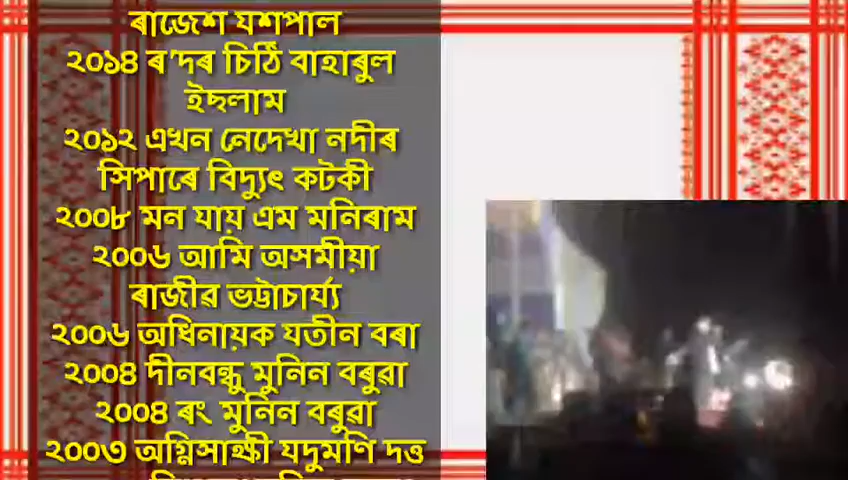 ৰাজেশ যশপাল
২০১৪ ৰ'দৰ চিঠি বাহাৰুল
ইছলাম
২০১২ এখন নেদেখা নদীৰ
সিপাৰে বিদ্যুৎ কটকী
২০০৮ মন যায় এম মনিৰাম
২০০৬ আমি অসমীয়া
ৰাজীৱ ভট্টাচাৰ্য্য
২০০৬ অধিনায়ক যতীন বৰা
২০০৪ দীনবন্ধু মুনিন বৰুৱা
২০০৪ ৰং মুনিন বৰুৱা
২০০৩ অগ্নিসাক্ষী যদুমণি দত্ত